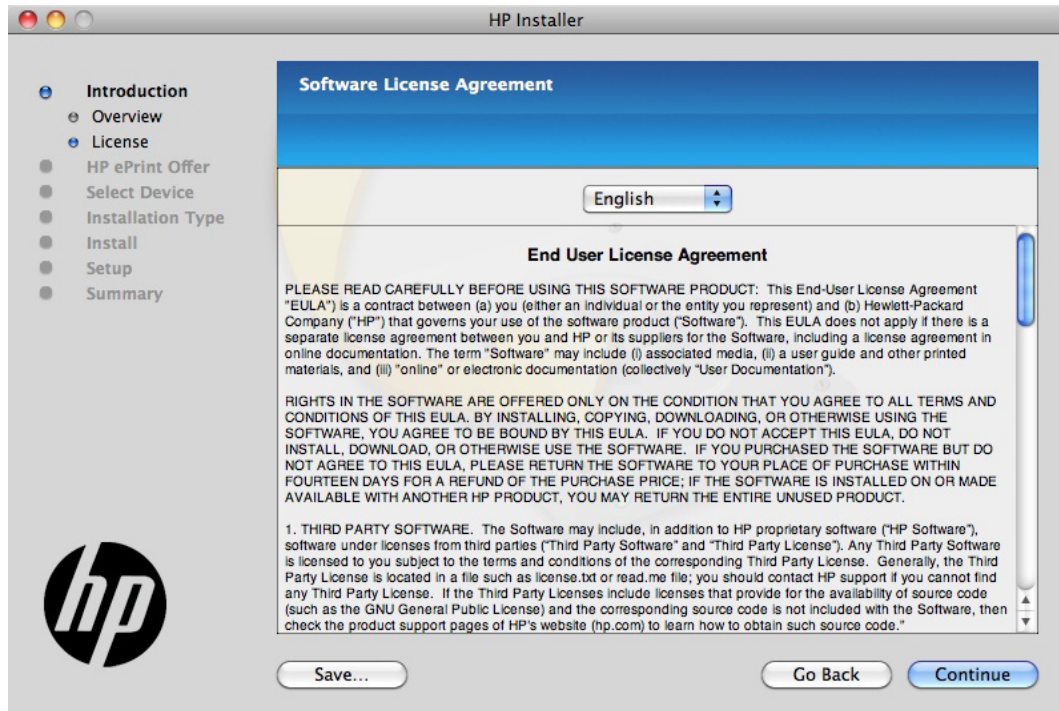 HP Installer
Introduction
Overview
License
HP ePrint Offer
Select Device
Installation Type
Install
Setup
Summary
hp
Software License Agreement
English
End User License Agreement
PLEASE READ CAREFULLY BEFORE USING THIS SOFTWARE PRODUCT: This End-User License Agreement
"EULA") is a contract between (a) you (either an individual or the entity you represent) and (b) Hewlett-Packard
Company ("HP") that governs your use of the software product ("Software"). This EULA does not apply if there is a
separate license agreement between you and HP or its suppliers for the Software, including a license agreement in
online documentation. The term "Software" may include (i) associated media, (ii) a user guide and other printed
materials, and (iii) "online" or electronic documentation (collectively "User Documentation").
RIGHTS IN THE SOFTWARE ARE OFFERED ONLY ON THE CONDITION THAT YOU AGREE TO ALL TERMS AND
CONDITIONS OF THIS EULA. BY INSTALLING, COPYING, DOWNLOADING, OR OTHERWISE USING THE
SOFTWARE, YOU AGREE TO BE BOUND BY THIS EULA. IF YOU DO NOT ACCEPT THIS EULA, DO NOT
INSTALL, DOWNLOAD, OR OTHERWISE USE THE SOFTWARE. IF YOU PURCHASED THE SOFTWARE BUT DO
NOT AGREE TO THIS EULA, PLEASE RETURN THE SOFTWARE TO YOUR PLACE OF PURCHASE WITHIN
FOURTEEN DAYS FOR A REFUND OF THE PURCHASE PRICE; IF THE SOFTWARE IS INSTALLED ON OR MADE
AVAILABLE WITH ANOTHER HP PRODUCT, YOU MAY RETURN THE ENTIRE UNUSED PRODUCT.
1. THIRD PARTY SOFTWARE. The Software may include, in addition to HP proprietary software ("HP Software"),
software under licenses from third parties ("Third Party Software" and "Third Party License"). Any Third Party Software
is licensed to you subject to the terms and conditions of the corresponding Third Party License. Generally, the Third
Party License is located in a file such as license.txt or read.me file; you should contact HP support if you cannot find
any Third Party License. If the Third Party Licenses include licenses that provide for the availability of source code
(such as the GNU General Public License) and the corresponding source code is not included with the Software, then
check the product support pages of HP's website (hp.com) to learn how to obtain such source code."
Save...
Go Back
Continue